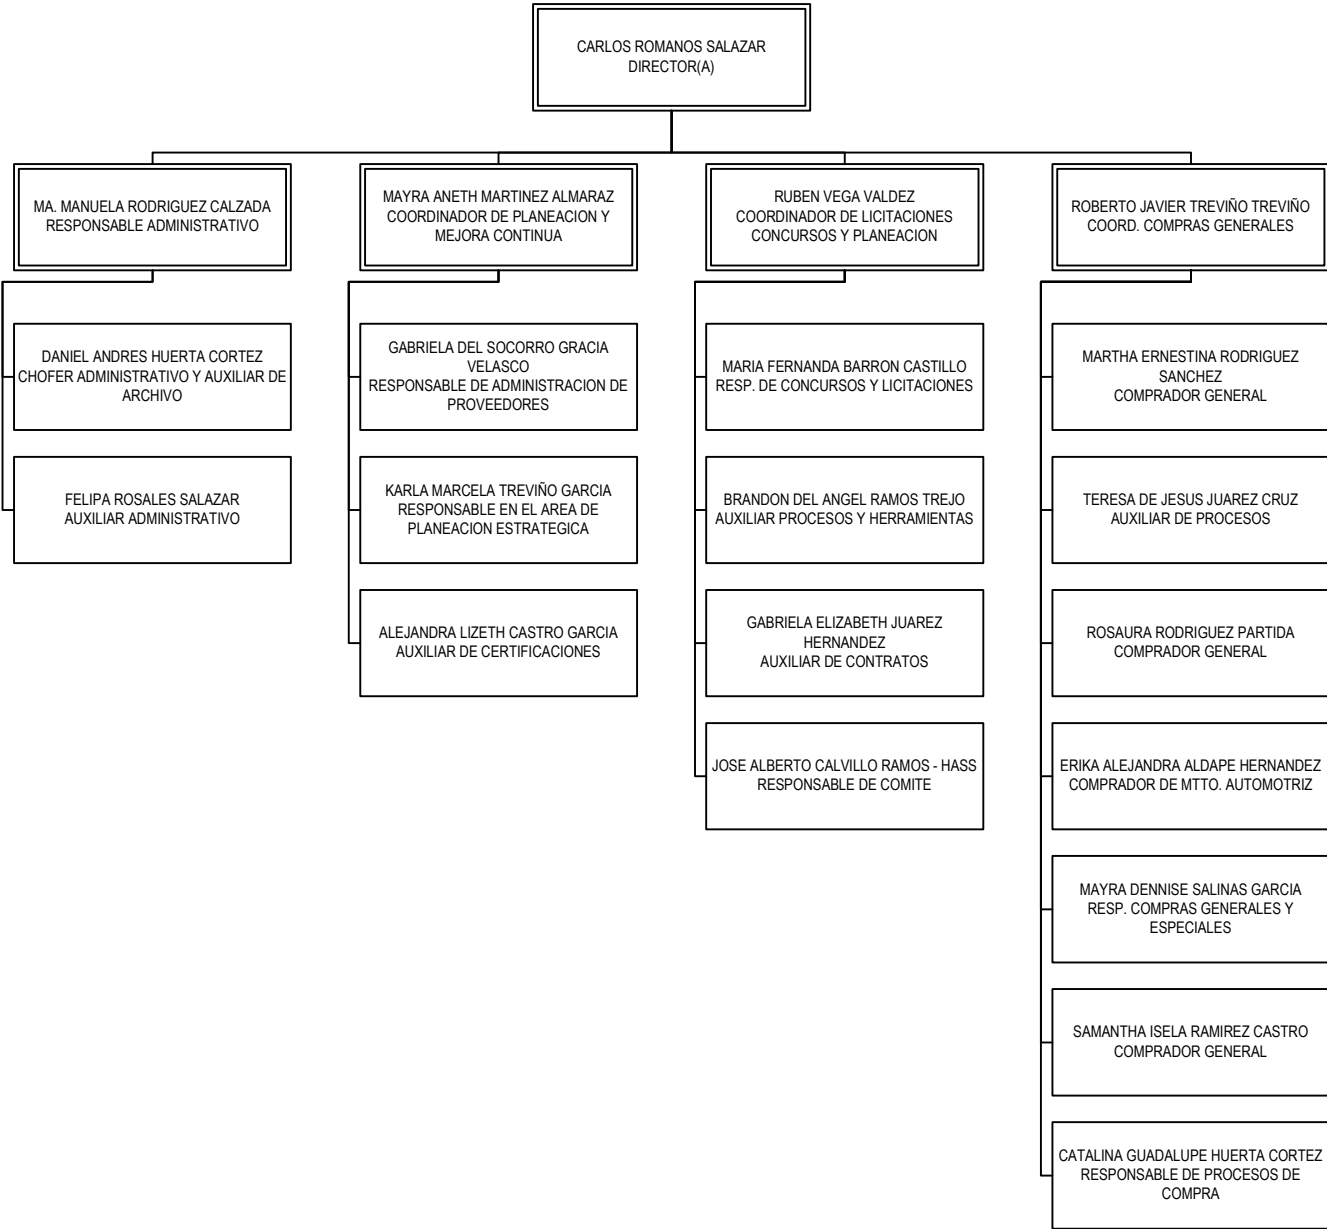 CARLOS ROMANOS SALAZAR
DIRECTOR(A)
MA. MANUELA RODRIGUEZ CALZADA
RESPONSABLE ADMINISTRATIVO
MAYRA ANETH MARTINEZ ALMARAZ
COORDINADOR DE PLANEACION Y
MEJORA CONTINUA
RUBEN VEGA VALDEZ
COORDINADOR DE LICITACIONES
CONCURSOS Y PLANEACION
ROBERTO JAVIER TREVIÑO TREVIÑO
COORD. COMPRAS GENERALES
DANIEL ANDRES HUERTA CORTEZ
CHOFER ADMINISTRATIVO Y AUXILIAR DE
ARCHIVO
FELIPA ROSALES SALAZAR
AUXILIAR ADMINISTRATIVO
GABRIELA DEL SOCORRO GRACIA
VELASCO
RESPONSABLE DE ADMINISTRACION DE
PROVEEDORES
KARLA MARCELA TREVIÑO GARCIA
RESPONSABLE EN EL AREA DE
PLANEACION ESTRATEGICA
ALEJANDRA LIZETH CASTRO GARCIA
AUXILIAR DE CERTIFICACIONES
MARIA FERNANDA BARRON CASTILLO
RESP. DE CONCURSOS Y LICITACIONES
BRANDON DEL ANGEL RAMOS TREJO
AUXILIAR PROCESOS Y HERRAMIENTAS
GABRIELA ELIZABETH JUAREZ
HERNANDEZ
AUXILIAR DE CONTRATOS
JOSE ALBERTO CALVILLO RAMOS - HASS
RESPONSABLE DE COMITE
MARTHA ERNESTINA RODRIGUEZ
SANCHEZ
COMPRADOR GENERAL
TERESA DE JESUS JUAREZ CRUZ
AUXILIAR DE PROCESOS
ROSAURA RODRIGUEZ PARTIDA
COMPRADOR GENERAL
ERIKA ALEJANDRA ALDAPE HERNANDEZ
COMPRADOR DE MTTO. AUTOMOTRIZ
MAYRA DENNISE SALINAS GARCIA
RESP. COMPRAS GENERALES Y
ESPECIALES
SAMANTHA ISELA RAMIREZ CASTRO
COMPRADOR GENERAL
CATALINA GUADALUPE HUERTA CORTEZ
RESPONSABLE DE PROCESOS DE
COMPRA